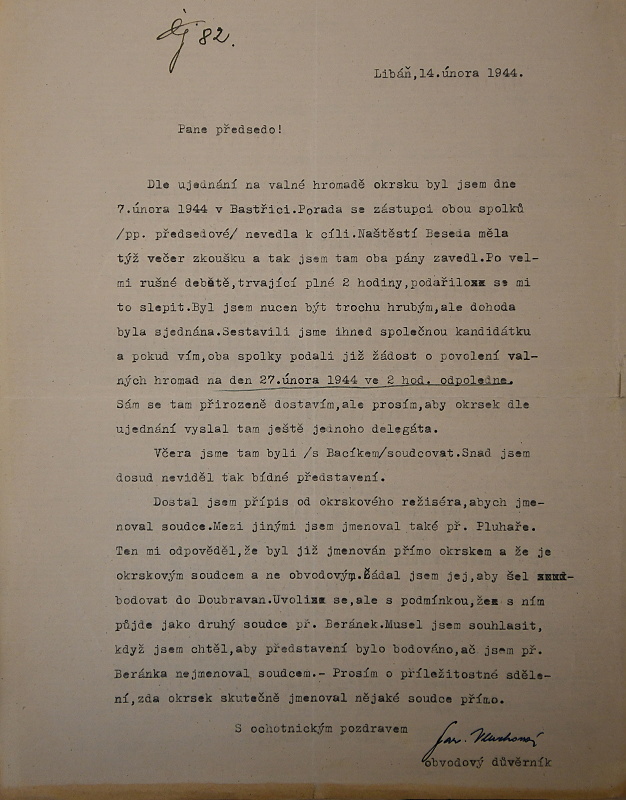 čj 82.
Libáň,14.února 1944.
Pane předsedo!
Dle ujednání na valné hromadě okrsku byl jsem dne
7.února 1944 v Bastřici.Porada se zástupci obou spolků
/pp. předsedové/ nevedla k cíli.Naštěstí Beseda měla
týž večer zkoušku a tak jsem tam oba pány zavedl.Po vel-
mi rušné debětě,trvající plné 2 hodiny,podařilo se mi
to slepit.Byl jsem nucen být trochu hrubým,ale dohoda
byla sjednána.Sestavili jsme ihned společnou kandidátku
a pokud vím,oba spolky podali již žádost o povolení val-
ných hromad na den 27.února 1944 ve 2 hod. odpoledne.
Sám se tam přirozeně dostavím,ale prosím,aby okrsek dle
ujednání vyslal tam ještě jednoho delegáta.
Včera jsme tam byli /s Bacíkem/soudcovat.Snad jsem
dosud neviděl tak bídné představení.
Dostal jsem přípis od okrskového režiséra,abych jme-
noval soudce.Mezi jinými jsem jmenoval také př. Pluhaře.
Ten mi odpověděl,že byl již jmenován přímo okrskem a že je
okrskovým soudcem a ne obvodovým.Žádal jsem jej,aby šel
bodovat do Doubravan.Uvoli se,ale s podmínkou,že s ním
půjde jako druhý soudce př. Beránek.Musel jsem souhlasit,
když jsem chtěl,aby představení bylo bodováno,ač jsem př.
Beránka nejmenoval soudcem.- Prosím o příležitostné sděle-
ní,zda okrsek skutečně jmenoval nějaké soudce přímo.
S ochotnickým pozdravem
Jar.
obvodový důvěrník